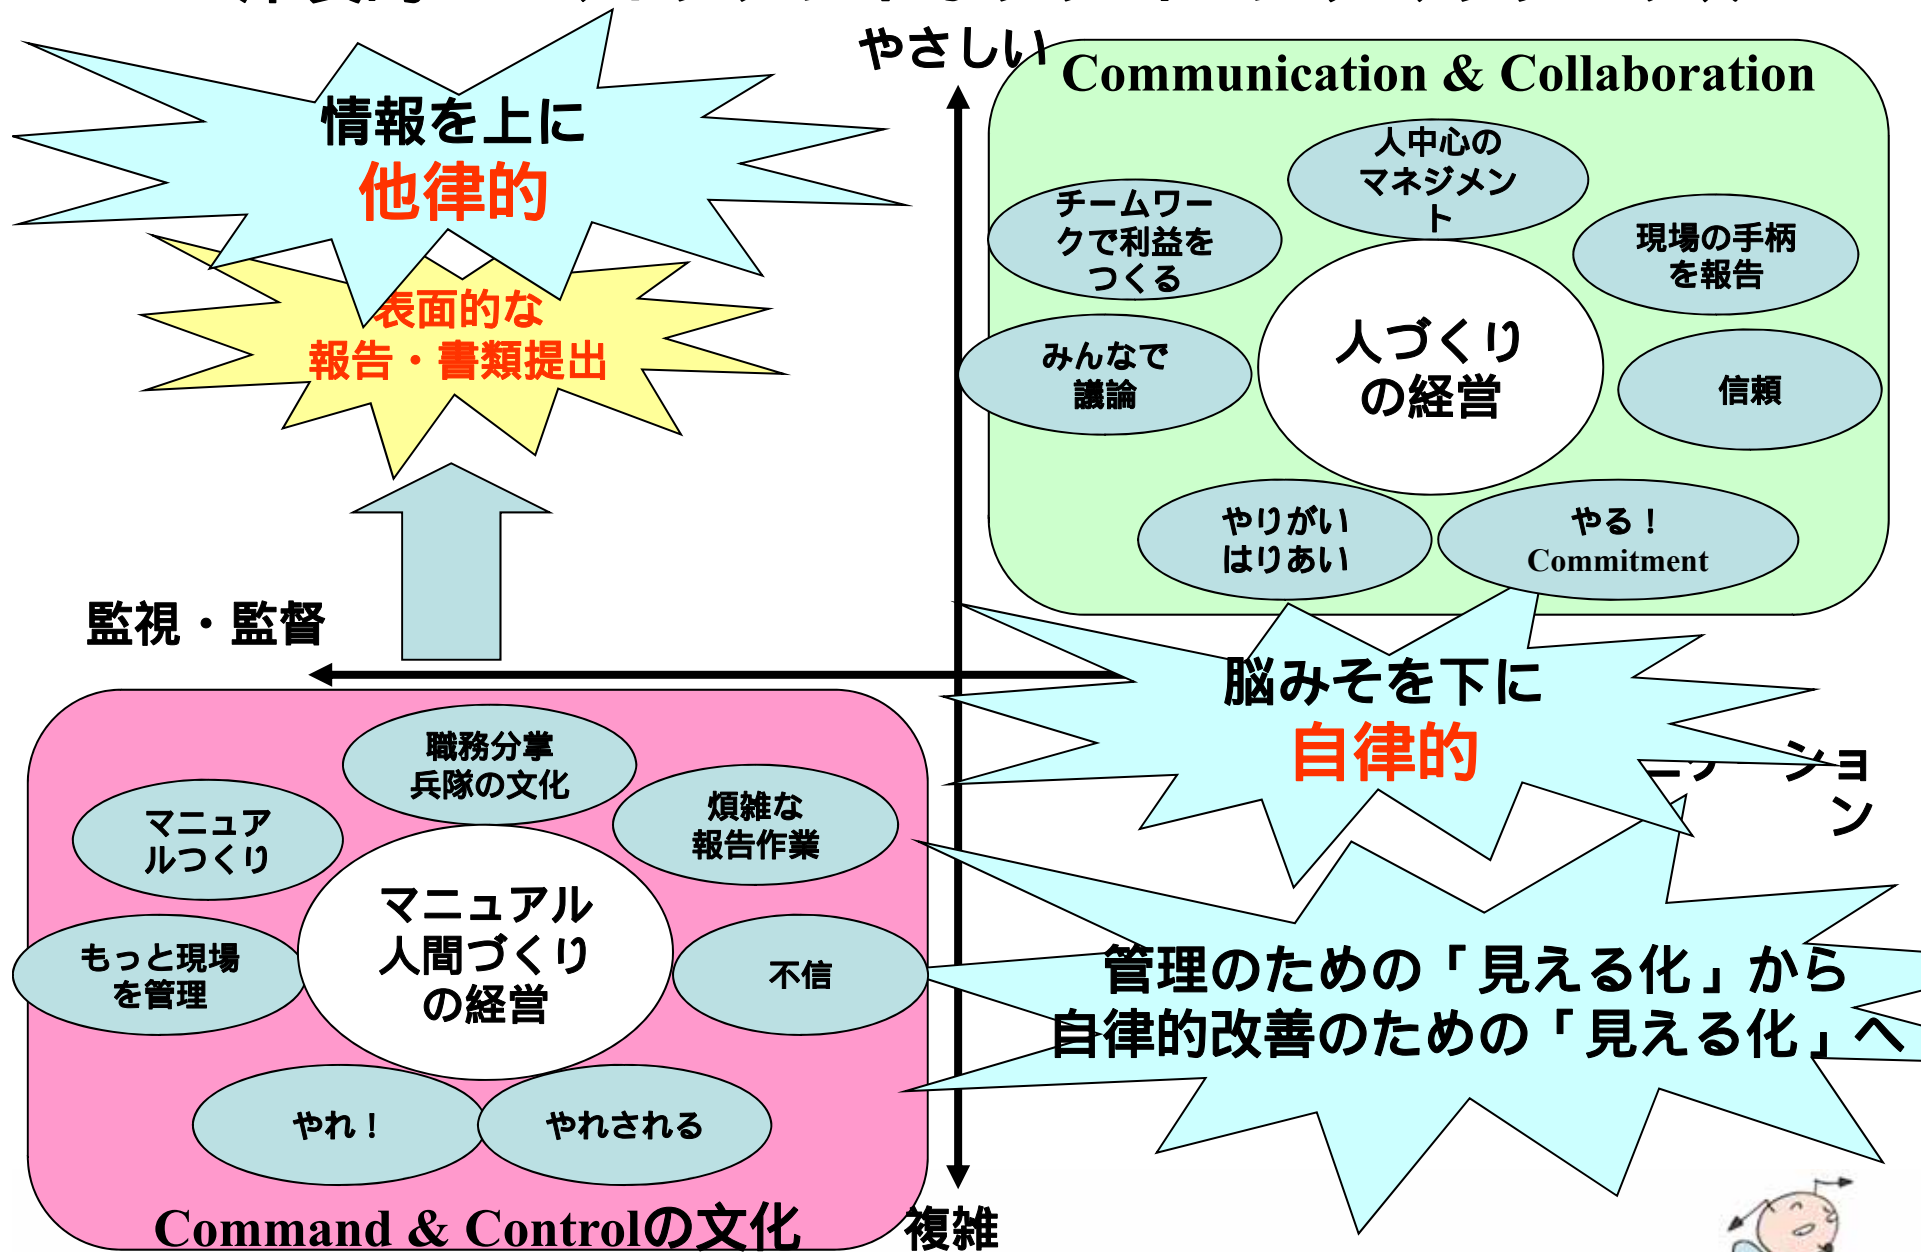 やさしい
Communication & Collaboration
情報を上に
他律的
人中心の
マネジメン
ト
チームワー
クで利益を
つくる
現場の手柄
を報告
表面的な
報告・書類提出
みんなで
議論
人づくり
の経営
信頼
やりがい
はりあい
やる！
Commitment
監視・監督
脳みそを下に
自律的
ション
職務分掌
兵隊の文化
マニュア
ルつくり
煩雑な
報告作業
マニュアル
人間づくり
の経営
もっと現場
を管理
不信
管理のための「見える化」から
自律的改善のための「見える化」へ
やれ！
やれされる
Command & Controlの文化
複雑